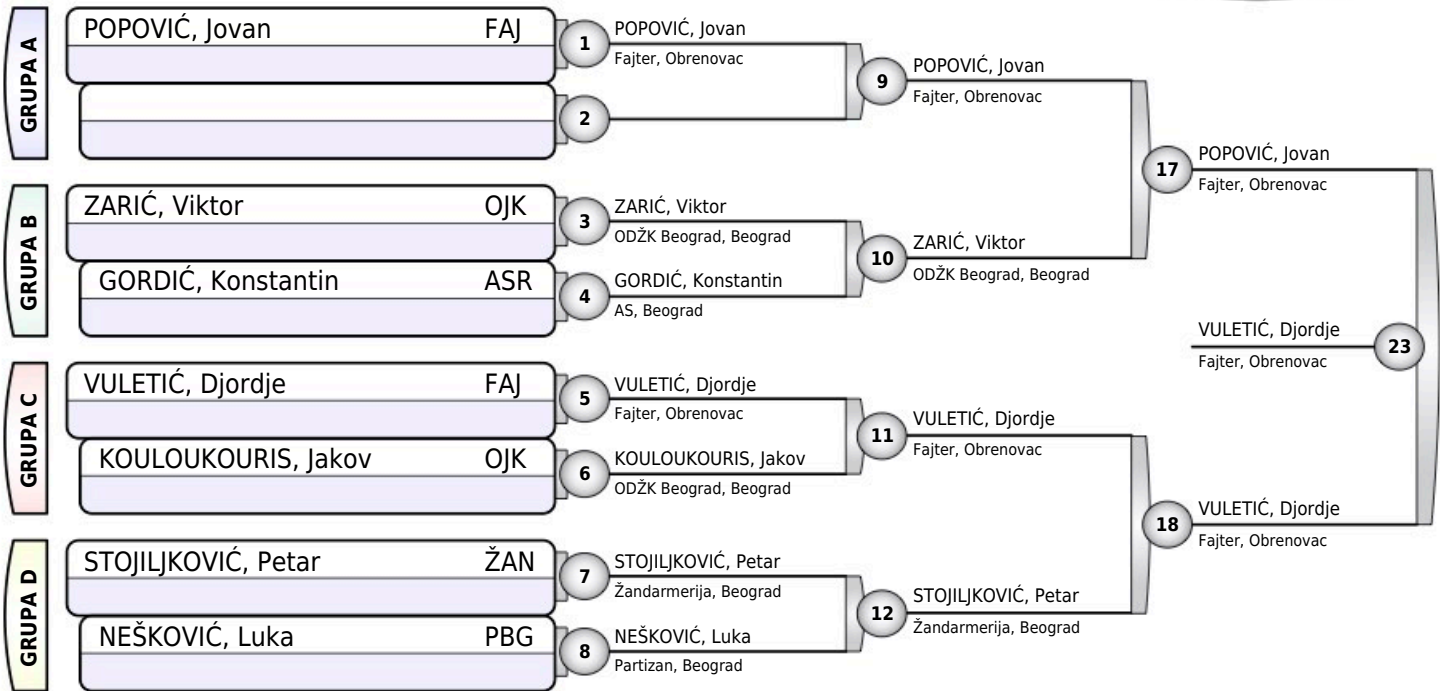 GRUPA A
POPOVIĆ, Jovan FAJ
1
POPOVIĆ, Jovan
Fajter, Obrenovac
2
9
POPOVIĆ, Jovan
Fajter, Obrenovac
GRUPA B
ZARIĆ, Viktor OJK
3
ZARIĆ, Viktor
ODŽK Beograd, Beograd
GORDIĆ, Konstantin ASR
4
GORDIĆ, Konstantin
AS, Beograd
10
ZARIĆ, Viktor
ODŽK Beograd, Beograd
17
POPOVIĆ, Jovan
Fajter, Obrenovac
GRUPA C
VULETIĆ, Djordje FAJ
5
VULETIĆ, Djordje
Fajter, Obrenovac
KOULOUKOURIS, Jakov OJK
6
KOULOUKOURIS, Jakov
ODŽK Beograd, Beograd
11
VULETIĆ, Djordje
Fajter, Obrenovac
GRUPA D
STOJILJKOVIĆ, Petar ŽAN
7
STOJILJKOVIĆ, Petar
Žandarmerija, Beograd
NEŠKOVIĆ, Luka PBG
8
NEŠKOVIĆ, Luka
Partizan, Beograd
12
STOJILJKOVIĆ, Petar
Žandarmerija, Beograd
18
VULETIĆ, Djordje
Fajter, Obrenovac
VULETIĆ, Djordje
Fajter, Obrenovac
23